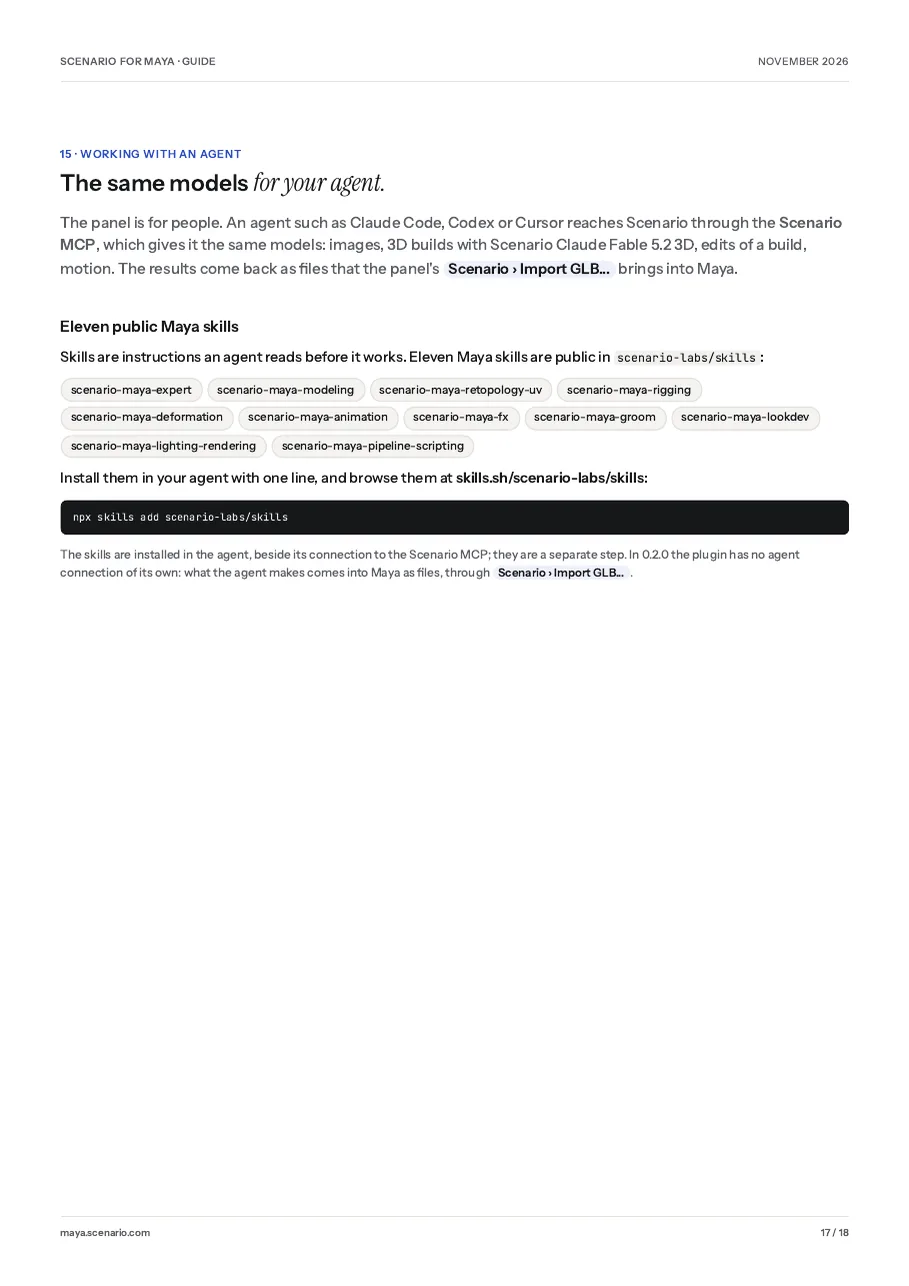 SCENARIO FOR MAYA · GUIDE
NOVEMBER 2026
15 · WORKING WITH AN AGENT
The same models for your agent.
The panel is for people. An agent such as Claude Code, Codex or Cursor reaches Scenario through the Scenario
MCP, which gives it the same models: images, 3D builds with Scenario Claude Fable 5.2 3D, edits of a build,
motion. The results come back as files that the panel's Scenario › Import GLB... brings into Maya.
Eleven public Maya skills
Skills are instructions an agent reads before it works. Eleven Maya skills are public in scenario-labs/skills:
scenario-maya-expert scenario-maya-modeling scenario-maya-retopology-uv scenario-maya-rigging
scenario-maya-deformation scenario-maya-animation scenario-maya-fx scenario-maya-groom scenario-maya-lookdev
scenario-maya-lighting-rendering scenario-maya-pipeline-scripting
Install them in your agent with one line, and browse them at skills.sh/scenario-labs/skills:
npx skills add scenario-labs/skills
The skills are installed in the agent, beside its connection to the Scenario MCP; they are a separate step. In 0.2.0 the plugin has no agent
connection of its own: what the agent makes comes into Maya as files, through Scenario › Import GLB... .
maya.scenario.com
17 / 18